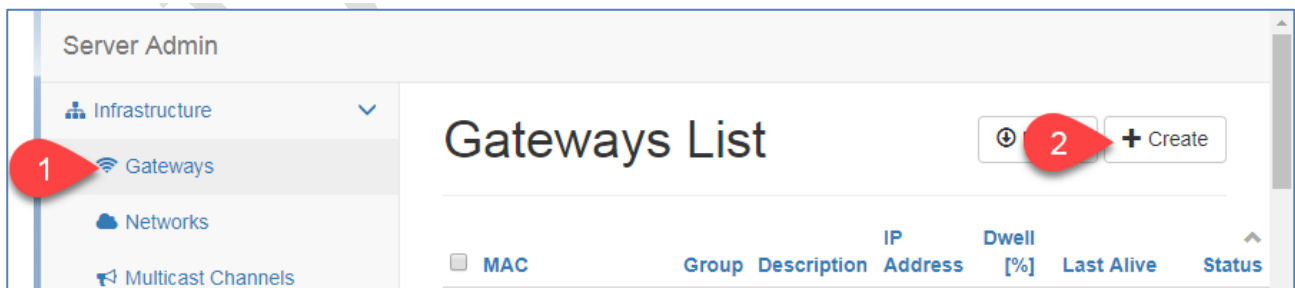 Server Admin
Infrastructure
1
Gateways
Networks
Multicast Channels
Gateways List
2
Create
MAC
Group
Description
IP Address
Dwell [%]
Last Alive
Status